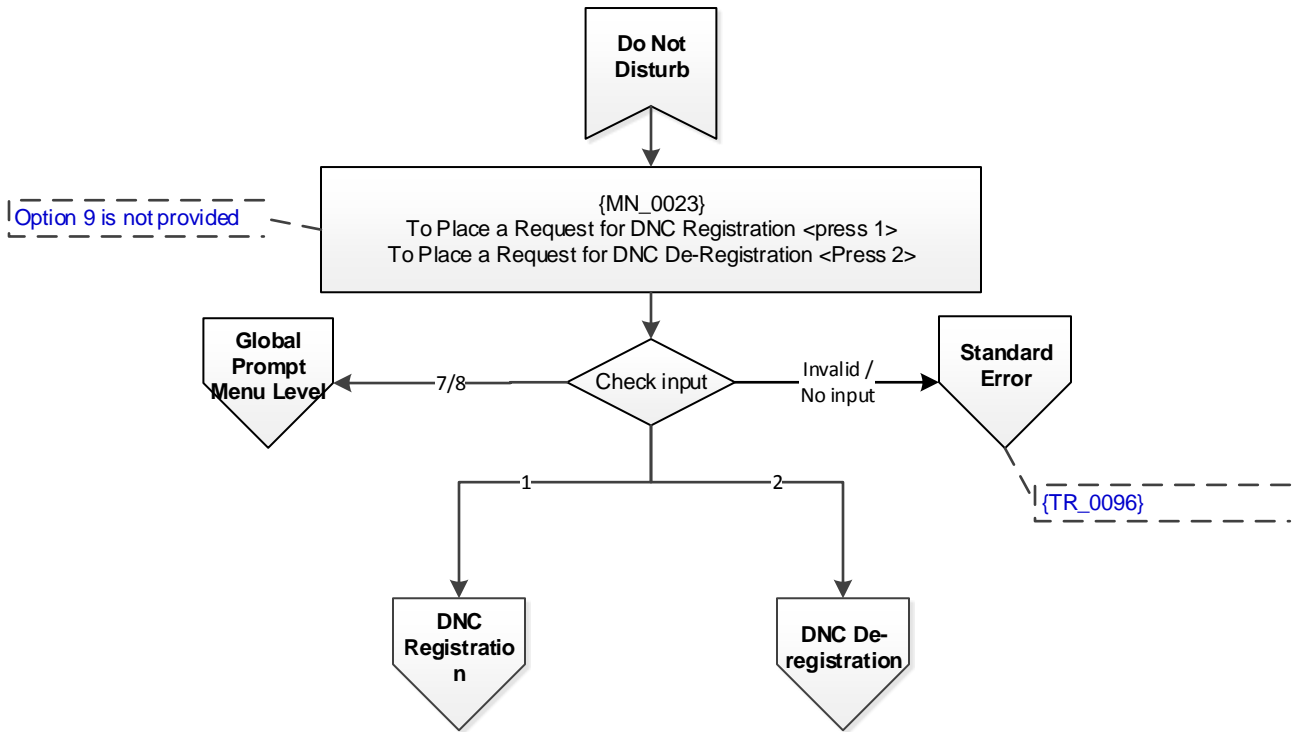 Do Not
Disturb
{MN_0023}
To Place a Request for DNC Registration <press 1>
To Place a Request for DNC De-Registration <Press 2>
Option 9 is not provided
Global
Prompt
Menu Level
7/8
Check input
Invalid /
No input
Standard
Error
1
2
{TR_0096}
DNC
Registratio
n
DNC De-
registration